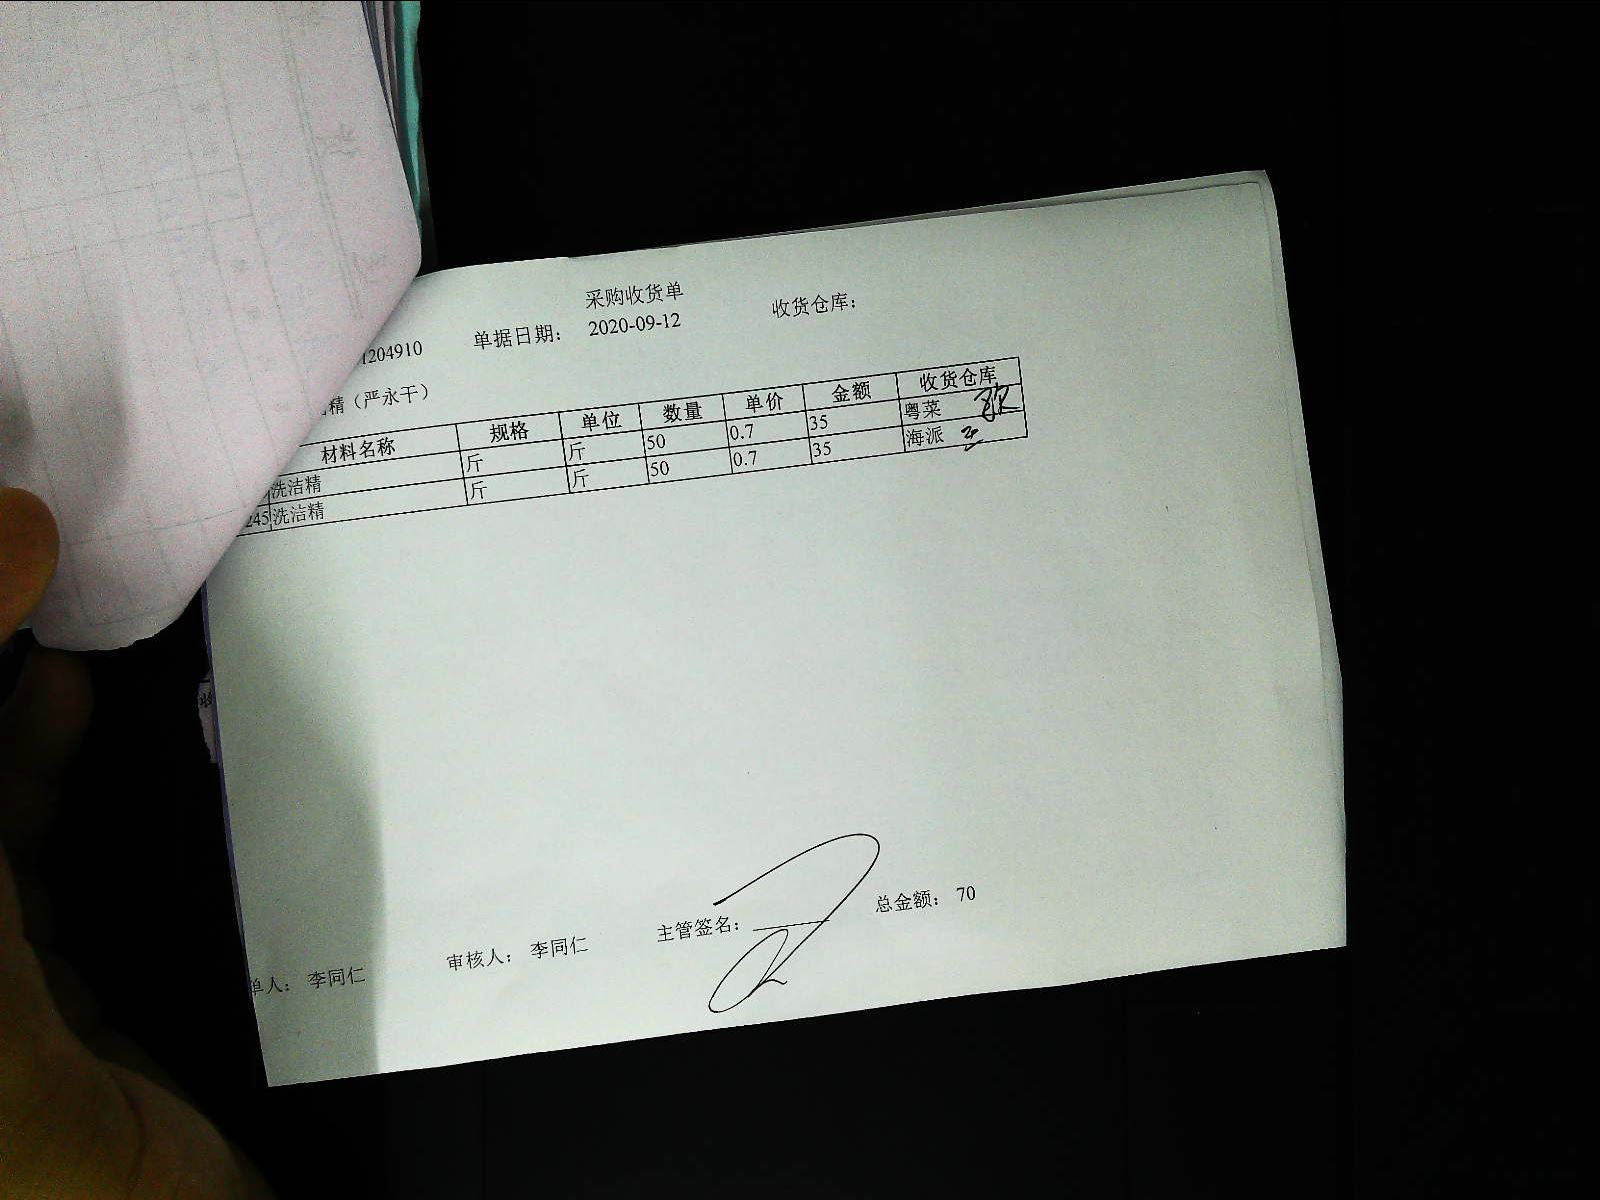 采购收货单
1204910 单据日期: 2020-09-12 收货仓库:
精（严永干）
材料名称 规格 单位 数量 单价 金额 收货仓库
洗洁精 斤 斤 50 0.7 35 粤菜
245 洗洁精 斤 斤 50 0.7 35 海派
单人: 李同仁 审核人: 李同仁 主管签名: 总金额: 70